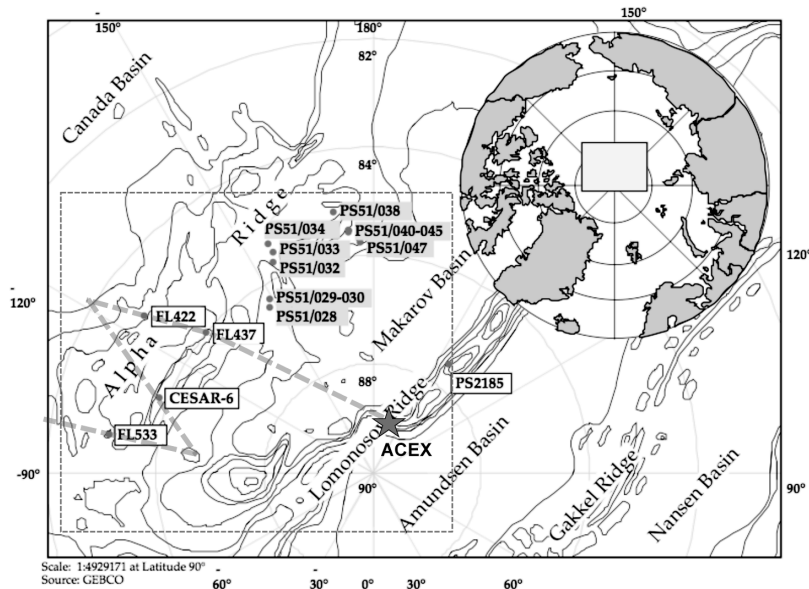 150°
180°
150°
82°
Canada Basin
84°
Ridge
PS51/038
PS51/034
PS51/040-045
PS51/033
PS51/047
PS51/032
120°
Makarov Basin
PS51/029-030
120°
FL422
PS51/028
FL437
Alpha
88°
PS2185
CESAR-6
Lomonosov Ridge
ACEX
FL533
-90°
90°
Amundsen Basin
Gakkel Ridge
Nansen Basin
90°
Scale: 1:4929171 at Latitude 90°
Source: GEBCO
60°
30°
0°
30°
60°